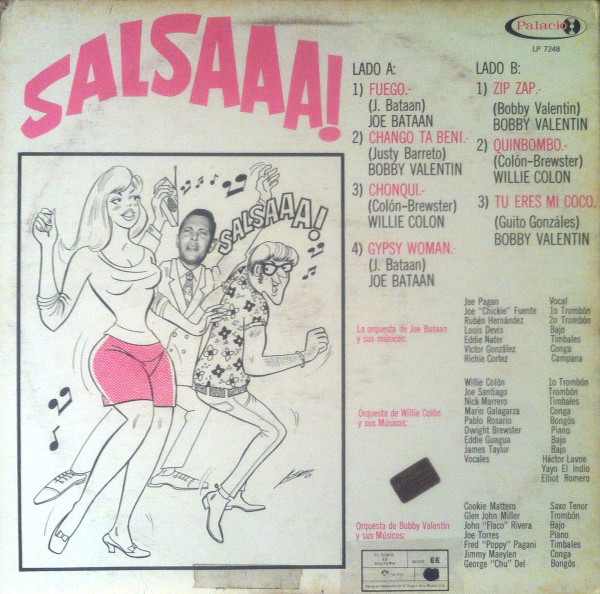 SALSAAA!
Palacio
LP 7248
LADO A:
1) FUEGO.-
(J. Bataan)
JOE BATAAN
2) CHANGO TA BENI.-
(Justy Barreto)
BOBBY VALENTIN
3) CHONQUI.-
(Colón-Brewster)
WILLIE COLON
4) GYPSY WOMAN.-
(J. Bataan)
JOE BATAAN
LADO B:
1) ZIP ZAP.-
(Bobby Valentin)
BOBBY VALENTIN
2) QUINBOMBO.-
(Colón-Brewster)
WILLIE COLON
3) TU ERES MI COCO.
(Guito Gonzáles)
BOBBY VALENTIN
SALSAAA!
La orquesta de Joe Bataan
y sus músicos:
Joe Pagan Vocal
Joe "Chickie" Fuente 1o Trombón
Rubén Hernández 2o Trombón
Louis Devis Bajo
Eddie Nater Timbales
Victor González Conga
Richie Cortez Campana
Orquesta de Willie Colón
y sus Músicos:
Willie Colón 1o Trombón
Joe Santiago Trombón
Nick Marrero Timbales
Mario Galagarza Conga
Pablo Rosario Bongós
Dwight Brewster Piano
Eddie Guagua Bajo
James Taylor Bajo
Vocales Héctor Lavoe
Yayo El Indio
Elliot Romero
Orquesta de Bobby Valentín
y sus Músicos:
Cookie Mattero Saxo Tenor
Glen John Miller Trombón
John "Flaco" Rivera Bajo
Joe Torres Piano
Fred "Poppy" Pagani Timbales
Jimmy Maeylen Conga
George "Chu" Del Bongós
SERIE EE